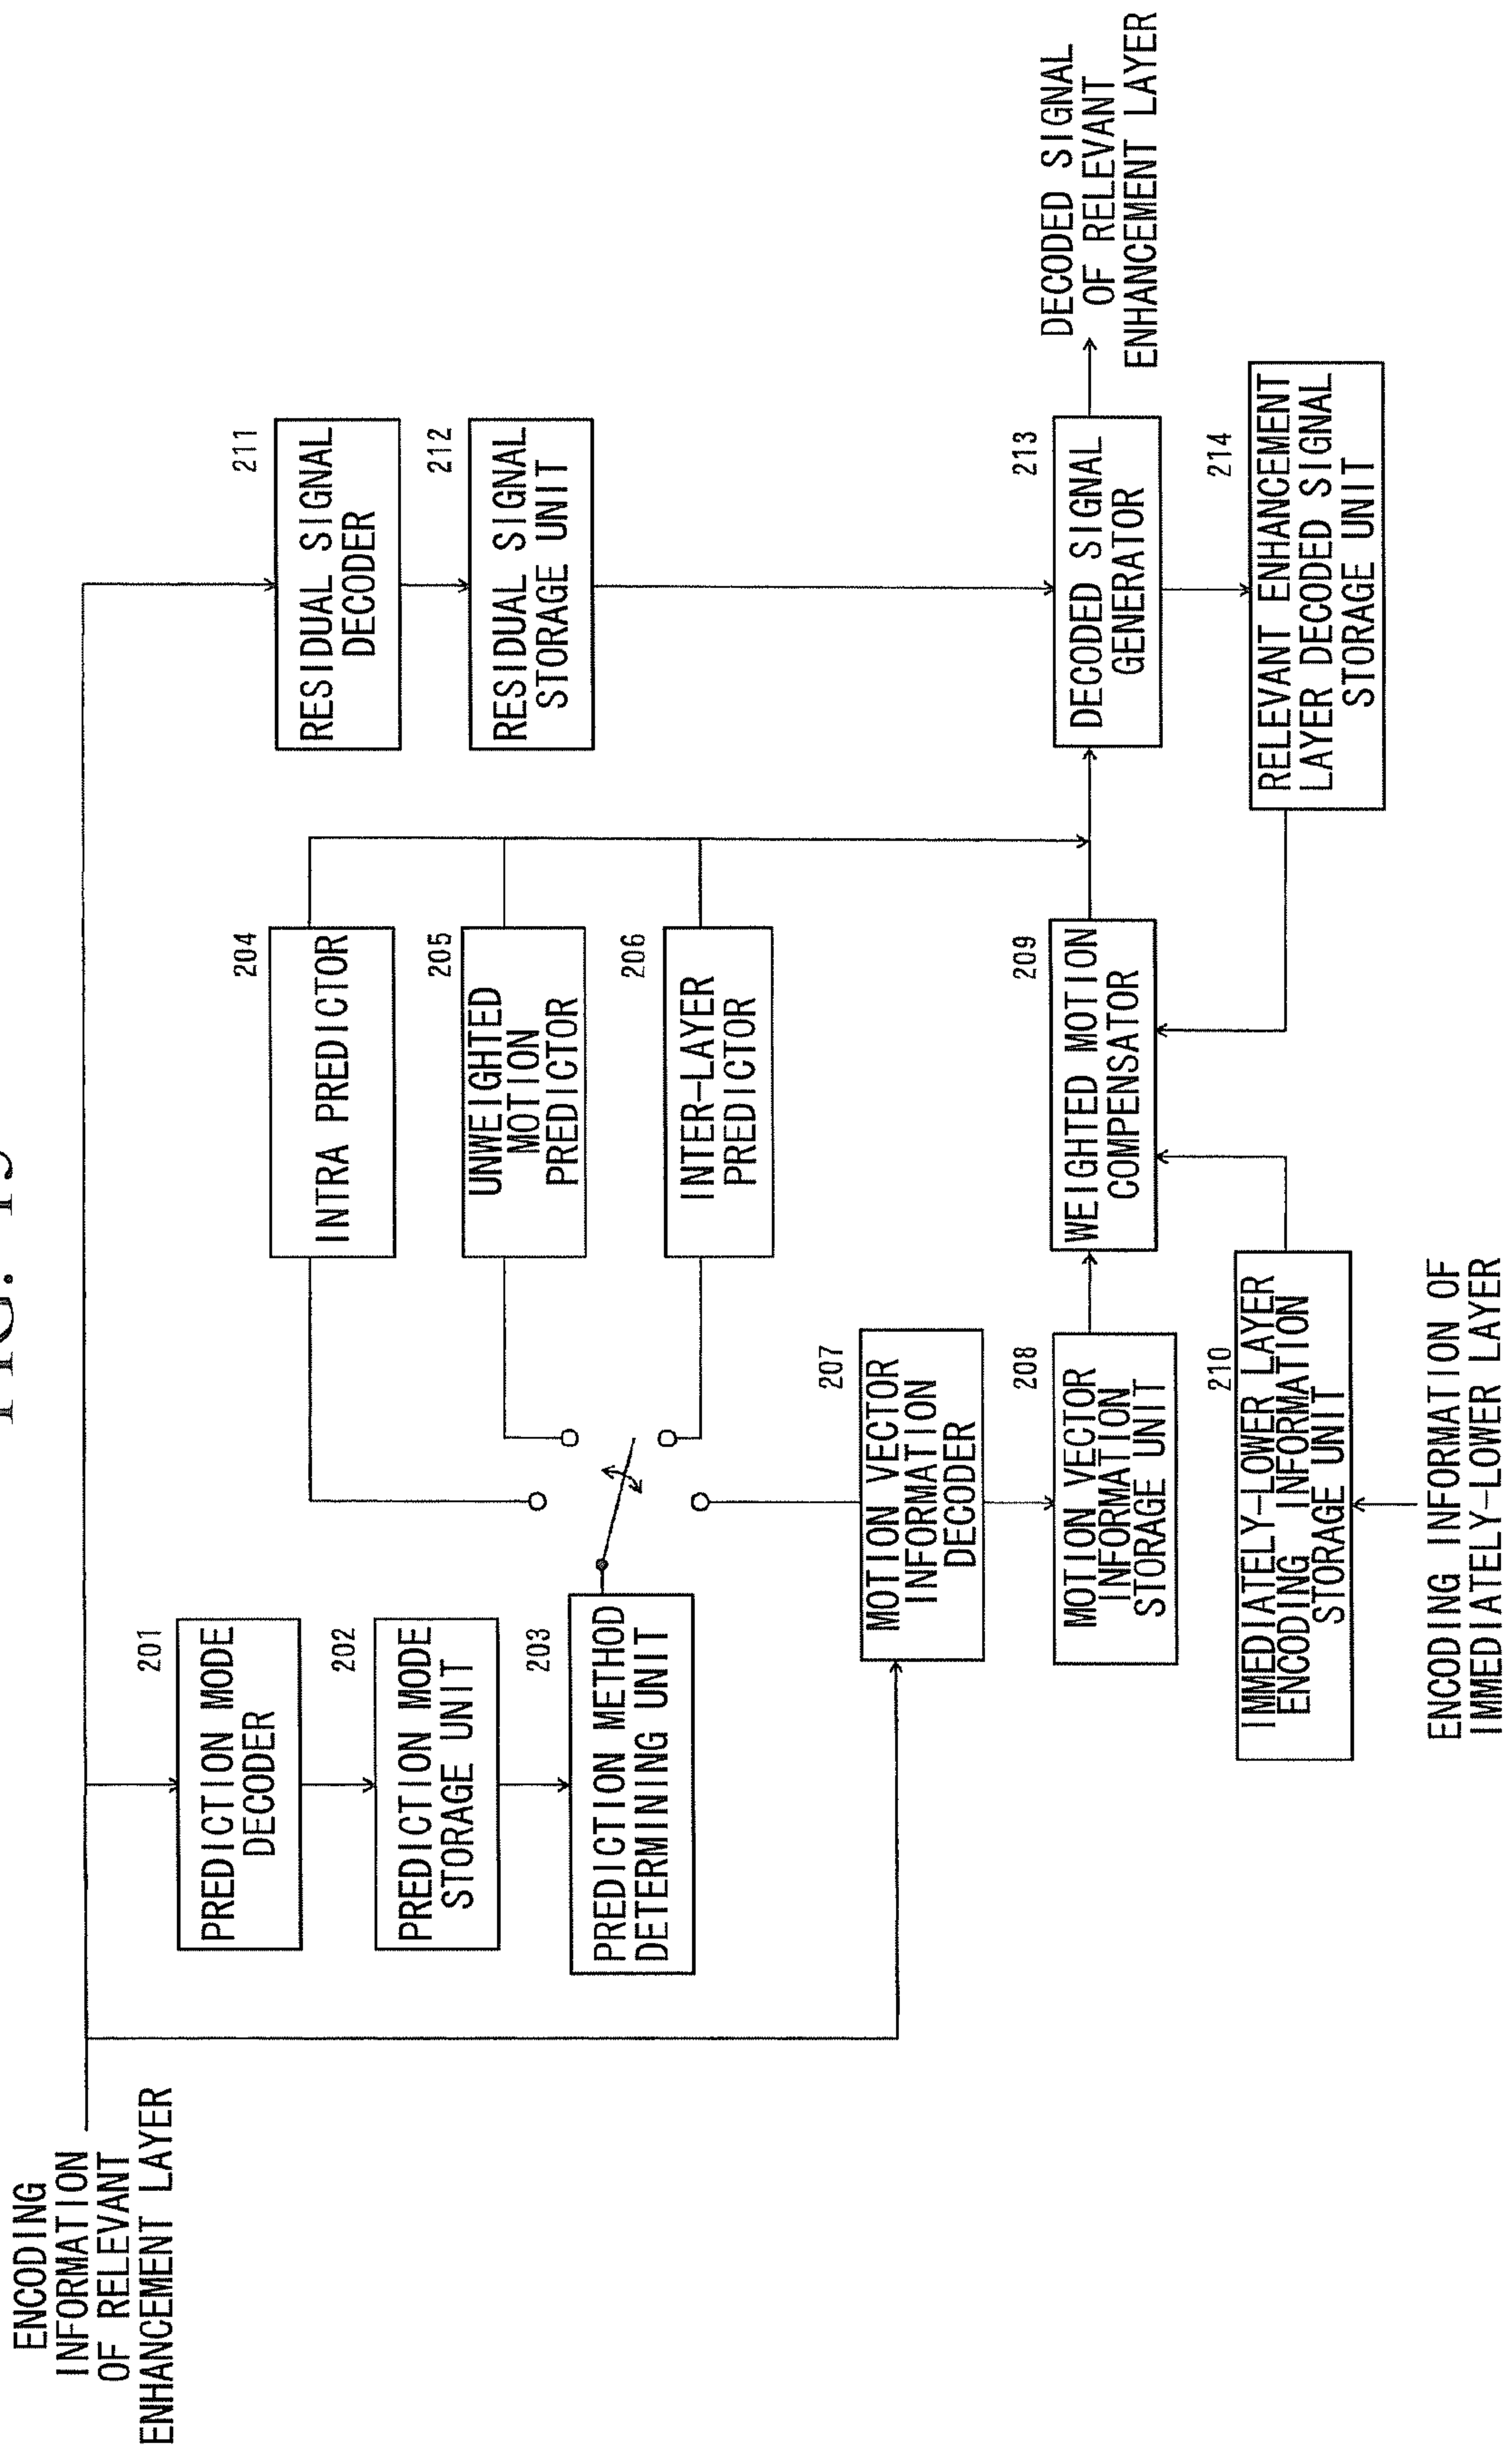 ENCODING
INFORMATION
OF RELEVANT
ENHANCEMENT LAYER
201
PREDICTION MODE
DECODER
202
PREDICTION MODE
STORAGE UNIT
203
PREDICTION METHOD
DETERMINING UNIT
204
INTRA PREDICTOR
205
UNWEIGHTED
MOTION
PREDICTOR
206
INTER-LAYER
PREDICTOR
207
MOTION VECTOR
INFORMATION
DECODER
208
MOTION VECTOR
INFORMATION
STORAGE UNIT
209
WEIGHTED MOTION
COMPENSATOR
210
IMMEDIATELY-LOWER LAYER
ENCODING INFORMATION
STORAGE UNIT
ENCODING INFORMATION OF
IMMEDIATELY-LOWER LAYER
211
RESIDUAL SIGNAL
DECODER
212
RESIDUAL SIGNAL
STORAGE UNIT
213
DECODED SIGNAL
GENERATOR
214
RELEVANT ENHANCEMENT
LAYER DECODED SIGNAL
STORAGE UNIT
DECODED SIGNAL
OF RELEVANT
ENHANCEMENT LAYER